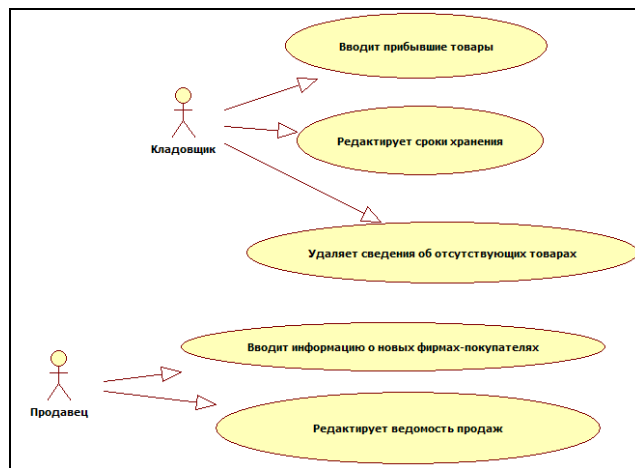 Вводит прибывшие товары
Кладовщик
Редактирует сроки хранения
Удаляет сведения об отсутствующих товарах
Вводит информацию о новых фирмах-покупателях
Продавец
Редактирует ведомость продаж